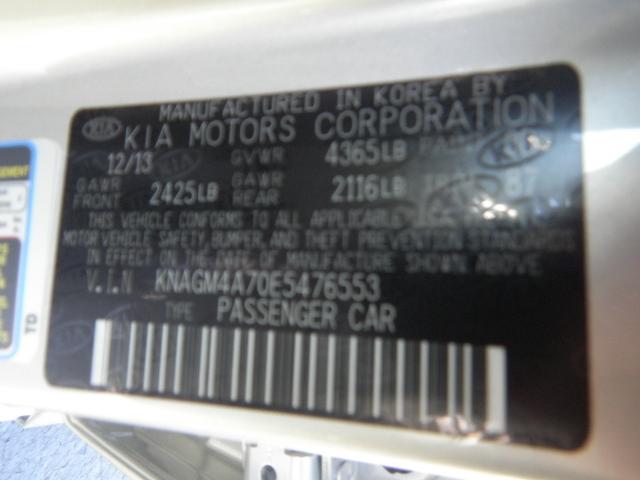 MANUFACTURED IN KOREA BY
KIA KIA MOTORS CORPORATION
12/13 GVWR 4365LB
GAWR FRONT 2425LB GAWR REAR 2116LB
THIS VEHICLE CONFORMS TO ALL APPLICABLE
MOTOR VEHICLE SAFETY, BUMPER, AND THEFT PREVENTION STANDARDS
IN EFFECT ON THE DATE OF MANUFACTURE SHOWN ABOVE.
V.I.N KNAGM4A70E5476553
TYPE PASSENGER CAR
TD